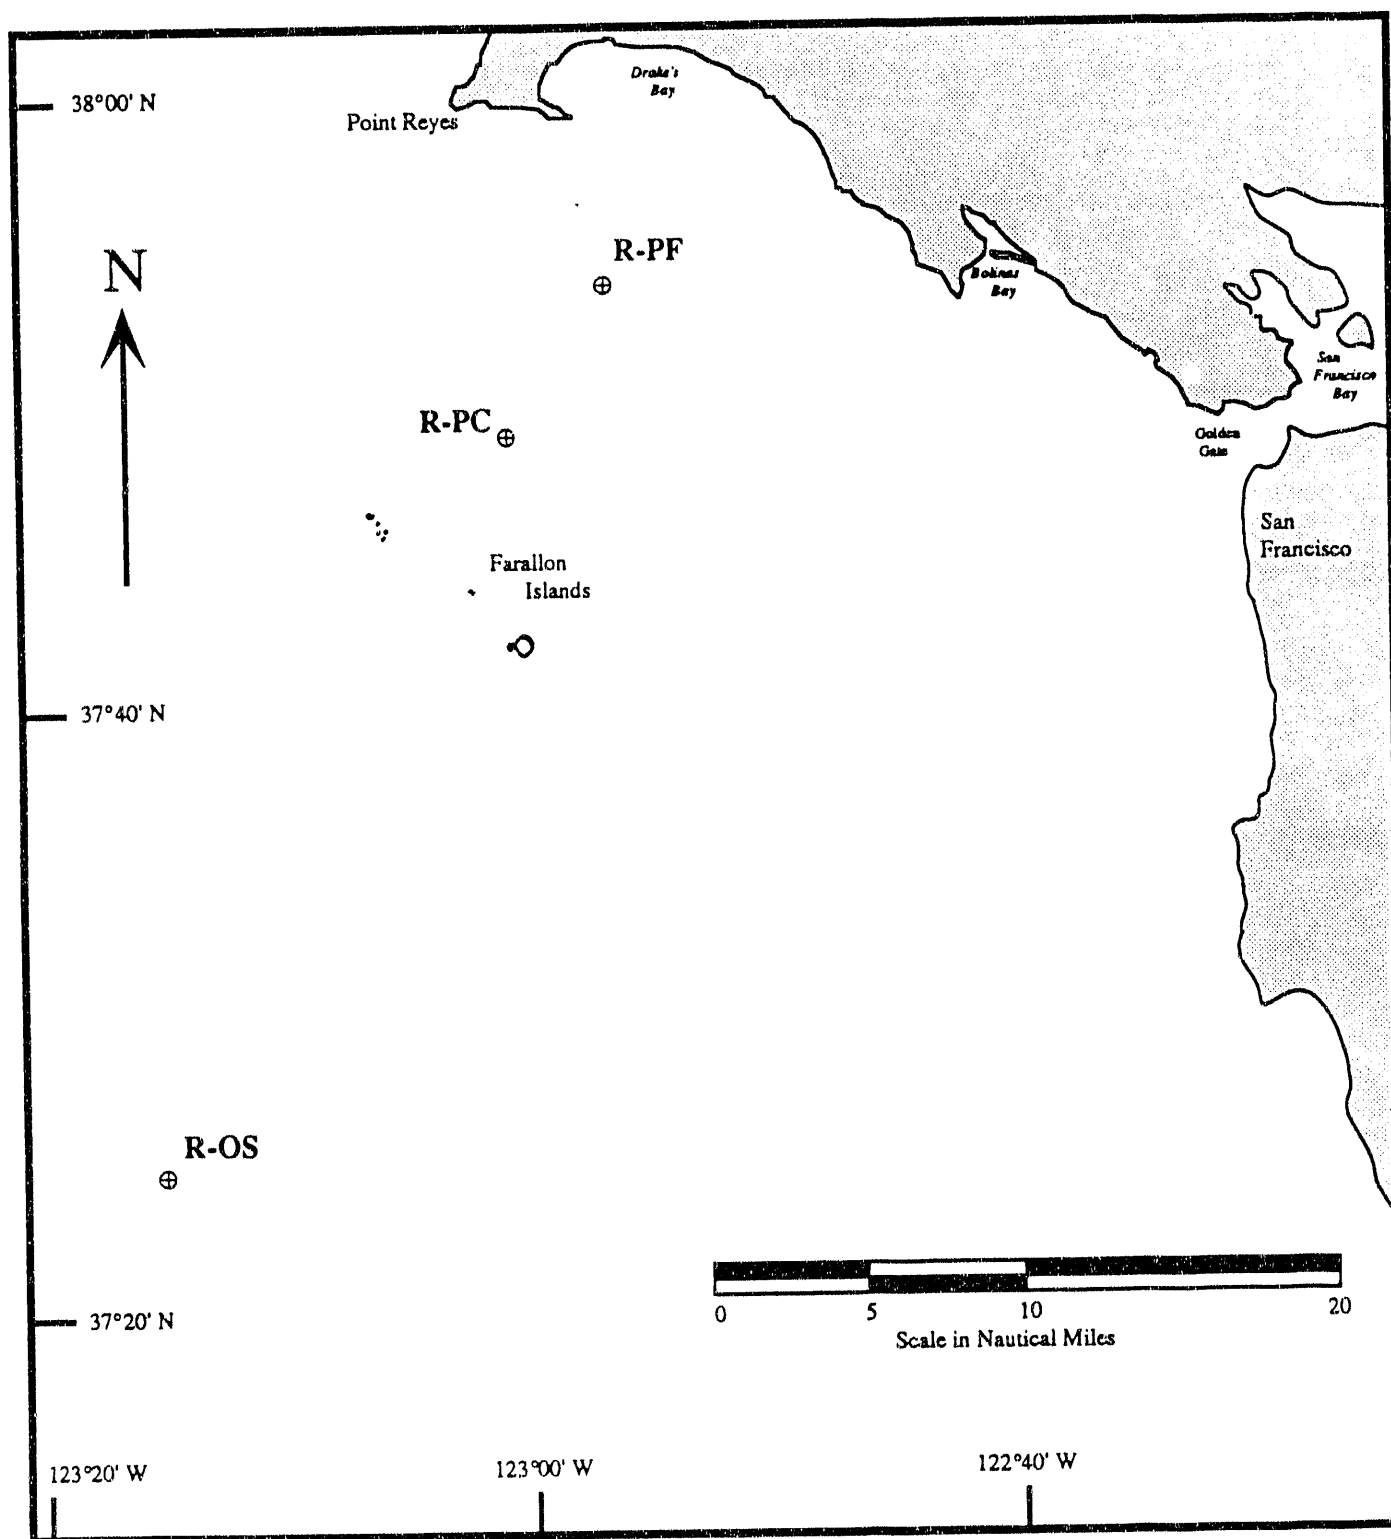 Drake's
Bay
38°00' N
Point Reyes
R-PF
N
Bolinas
Bay
San
Francisco
Bay
R-PC
Golden
Gate
San
Francisco
Farallon
Islands
37°40' N
R-OS
0 5 10 20
Scale in Nautical Miles
37°20' N
123°20' W
123°00' W
122°40' W